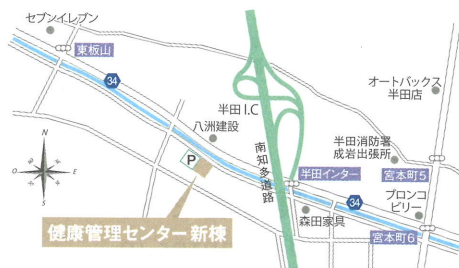 セブンイレブン
東板山
34
オートバックス
半田店
半田I.C
八洲建設
P
南知多道路
半田消防署
成岩出張所
半田インター
宮本町5
N
O
E
S
34
ブロンコ
ビリー
森田家具
宮本町6
健康管理センター新棟